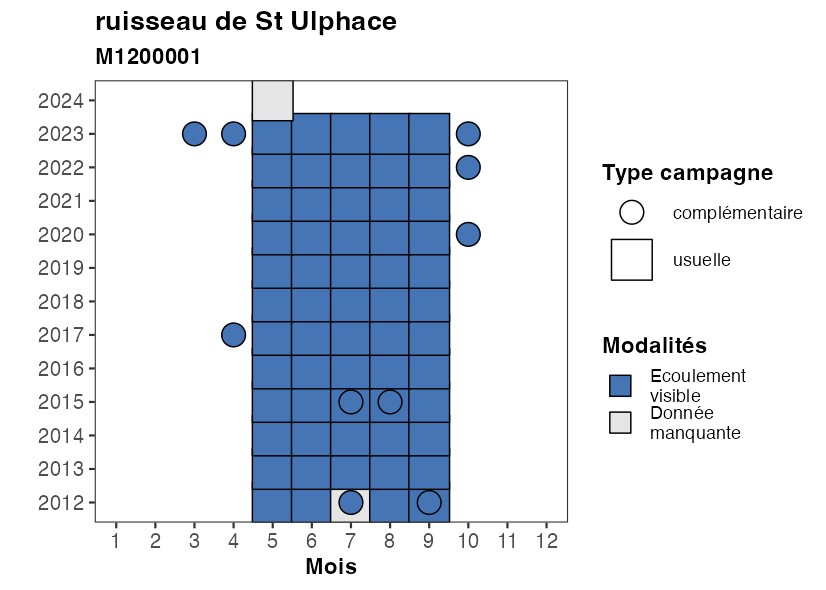 ruisseau de St Ulphace
M1200001
2024
2023
2022
2021
2020
2019
2018
2017
2016
2015
2014
2013
2012
1 2 3 4 5 6 7 8 9 10 11 12
Mois
Type campagne
complémentaire
usuelle
Modalités
Ecoulement
visible
Donnée
manquante